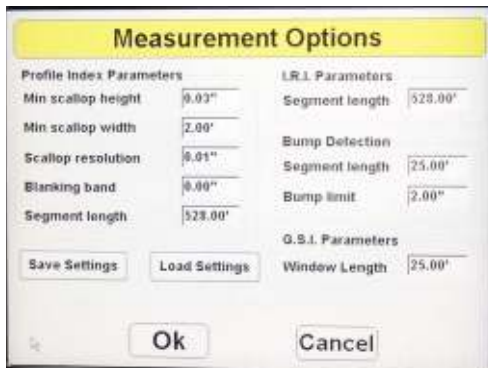 Measurement Options
Profile Index Parameters
Min scallop height 0.03"
Min scallop width 2.00'
Scallop resolution 0.01"
Blanking band 0.00"
Segment length 528.00'
Save Settings Load Settings
I.R.I. Parameters
Segment length 528.00'
Bump Detection
Segment length 25.00'
Bump limit 2.00"
G.S.I. Parameters
Window Length 25.00'
Ok Cancel